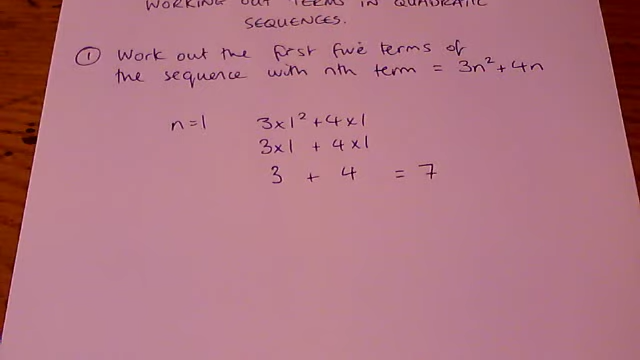 WORKING OUT TERMS IN QUADRATIC
SEQUENCES.
① Work out the first five terms of
the sequence with nth term = 3n²+4n
n=1 3×1²+4×1
3×1 + 4×1
3 + 4 = 7